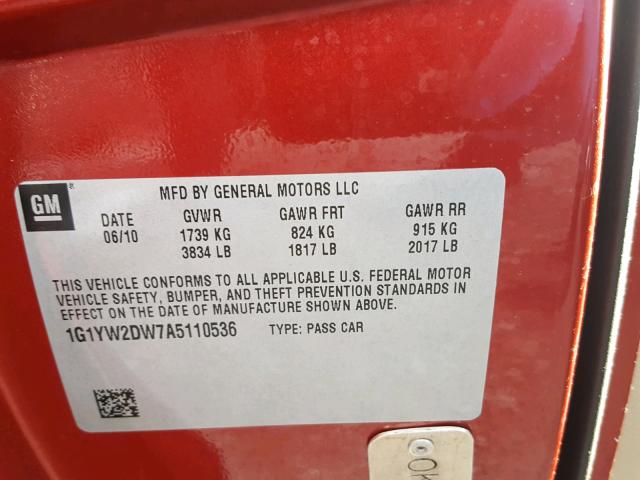 GM ® MFD BY GENERAL MOTORS LLC
DATE GVWR GAWR FRT GAWR RR
06/10 1739 KG 824 KG 915 KG
3834 LB 1817 LB 2017 LB
THIS VEHICLE CONFORMS TO ALL APPLICABLE U.S. FEDERAL MOTOR
VEHICLE SAFETY, BUMPER, AND THEFT PREVENTION STANDARDS IN
EFFECT ON THE DATE OF MANUFACTURE SHOWN ABOVE.
1G1YW2DW7A5110536 TYPE: PASS CAR